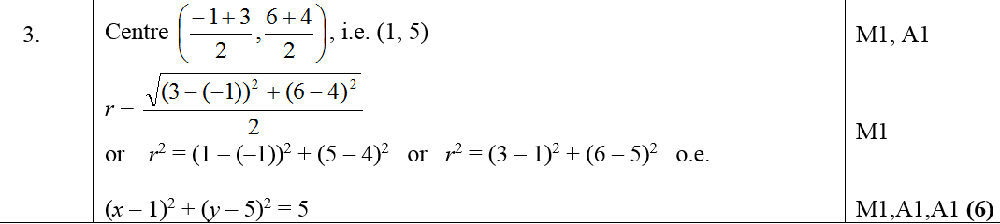 3. Centre $\left(\frac{-1+3}{2}, \frac{6+4}{2}\right)$, i.e. (1, 5) M1, A1
$r = \frac{\sqrt{(3-(-1))^2+(6-4)^2}}{2}$
M1
or $r^2 = (1-(-1))^2 + (5-4)^2$ or $r^2 = (3-1)^2 + (6-5)^2$ o.e.
$(x-1)^2 + (y-5)^2 = 5$ M1,A1,A1 (6)